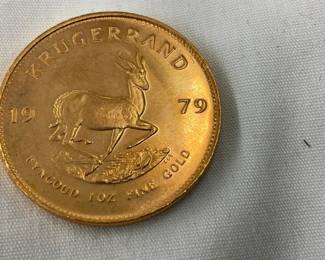 KRUGERRAND
19 79
FYNGOUD 1 OZ FINE GOLD